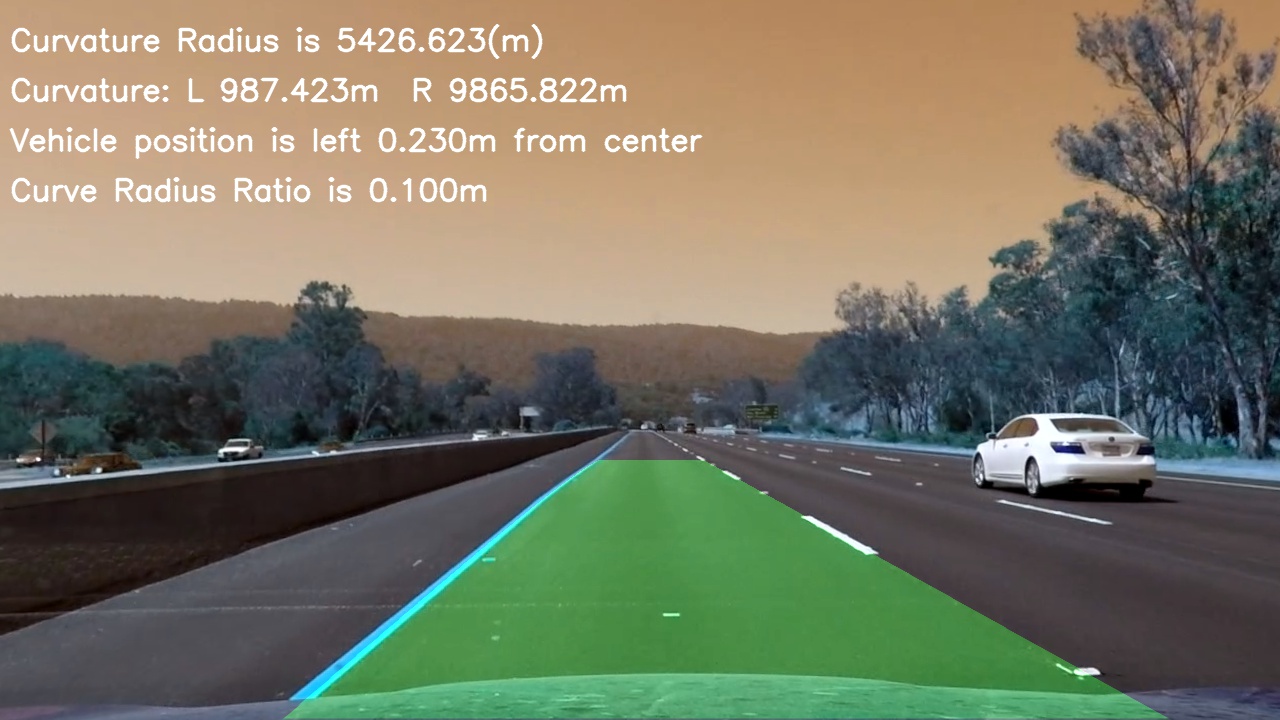 Curvature Radius is 5426.623(m)
Curvature: L 987.423m R 9865.822m
Vehicle position is left 0.230m from center
Curve Radius Ratio is 0.100m